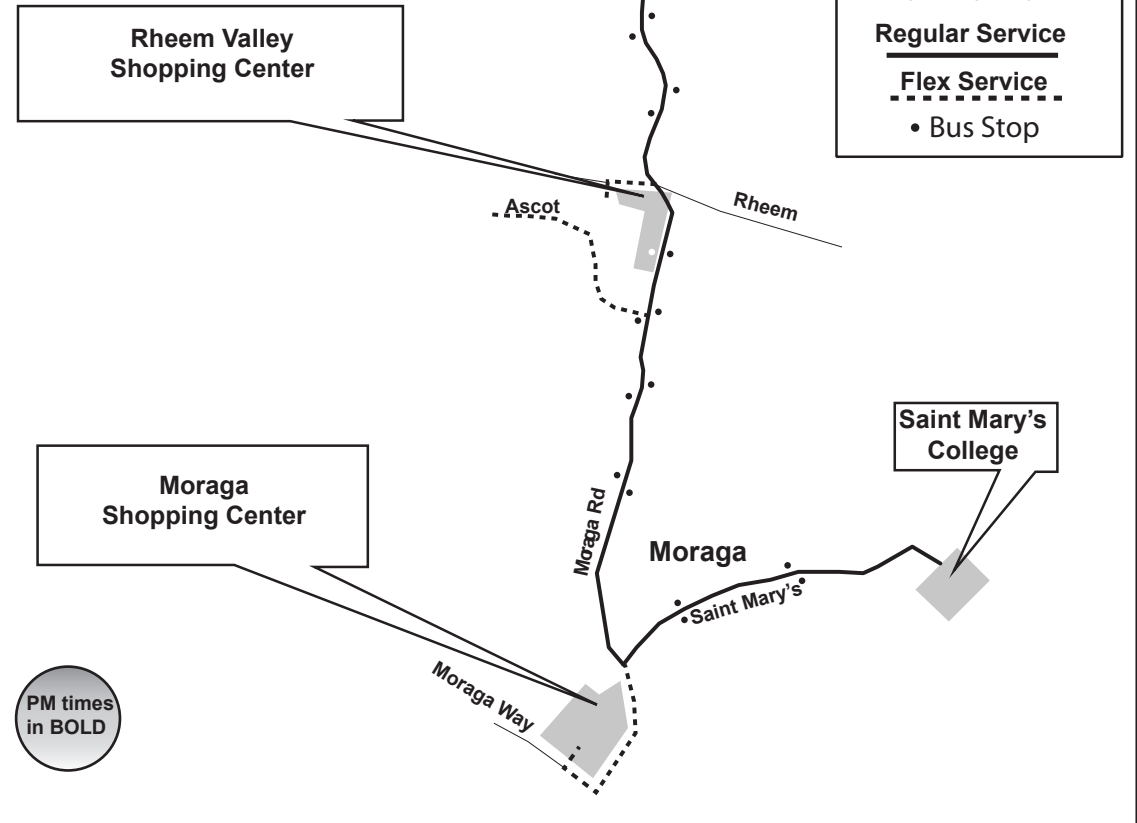 Rheem Valley
Shopping Center
Regular Service
Flex Service
• Bus Stop
Ascot
Rheem
Saint Mary's
College
Moraga
Shopping Center
Moraga Rd
Moraga
Saint Mary's
Moraga Way
PM times
in BOLD